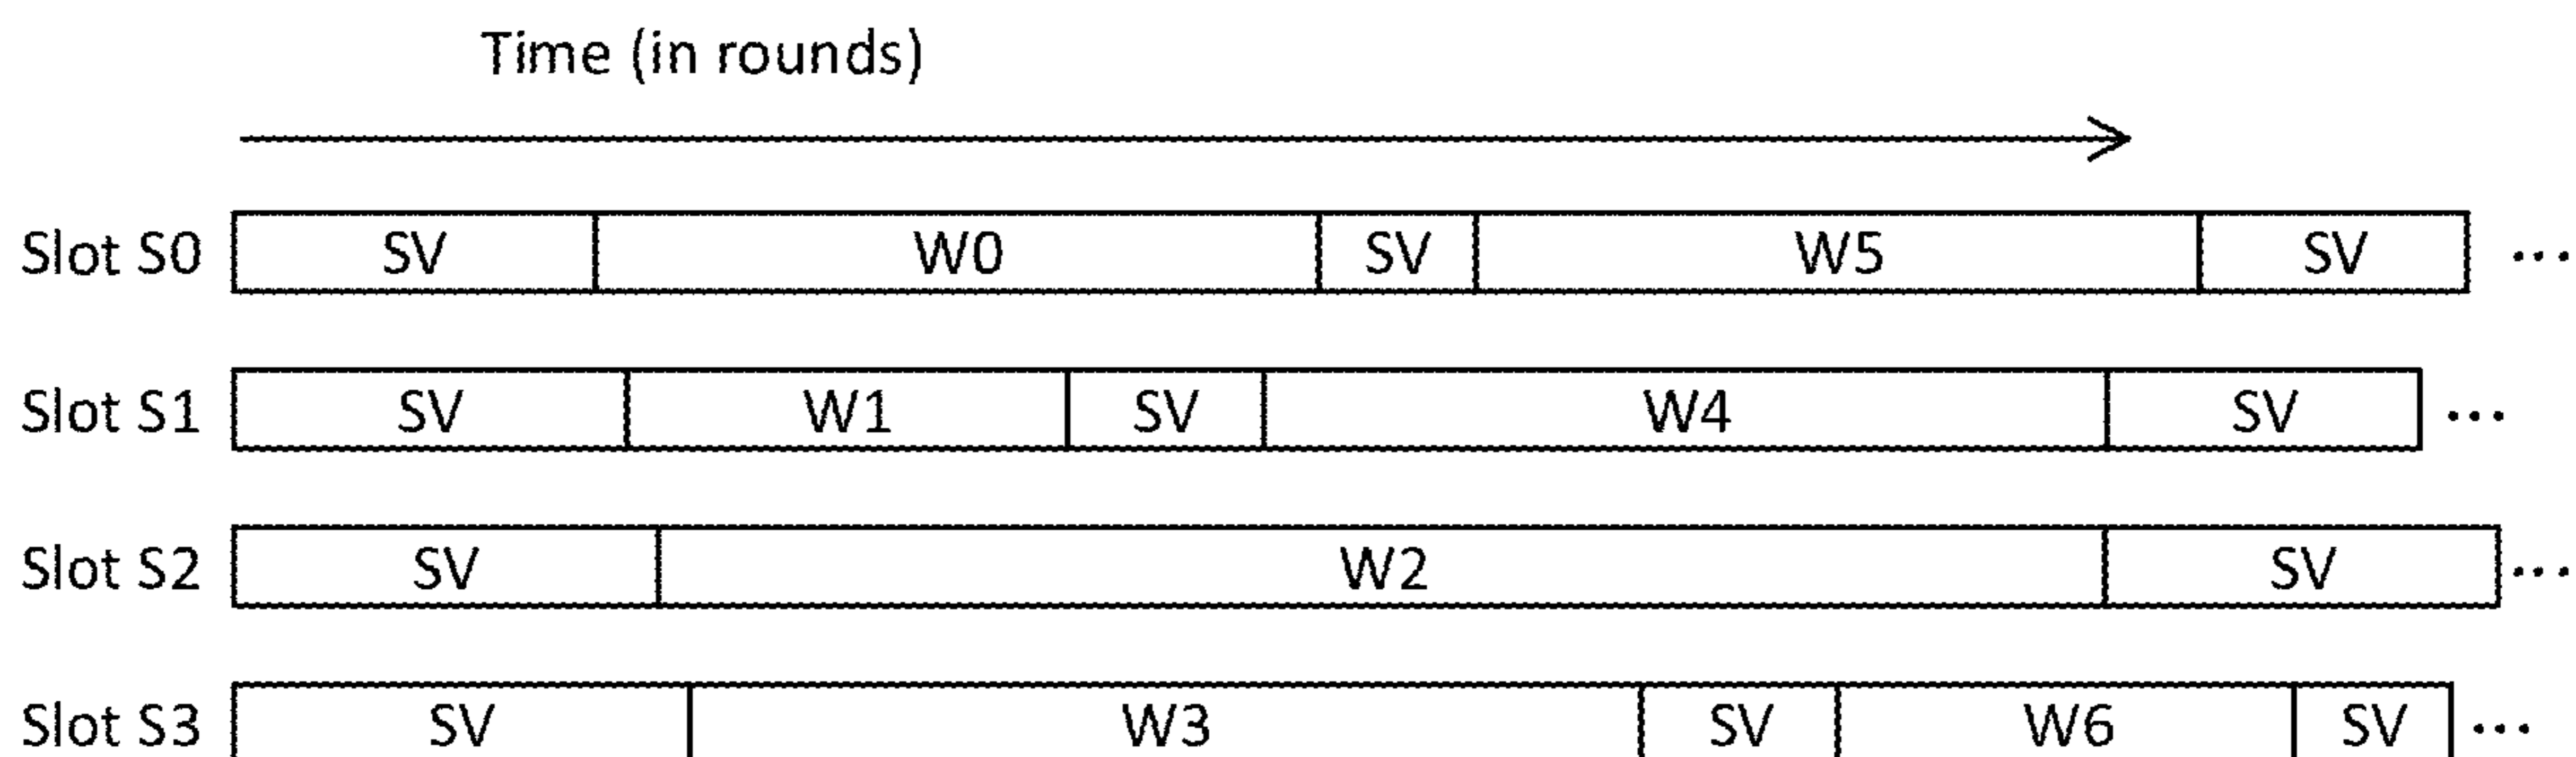 Time (in rounds)
Slot S0 SV W0 SV W5 SV ...
Slot S1 SV W1 SV W4 SV ...
Slot S2 SV W2 SV ...
Slot S3 SV W3 SV W6 SV ...